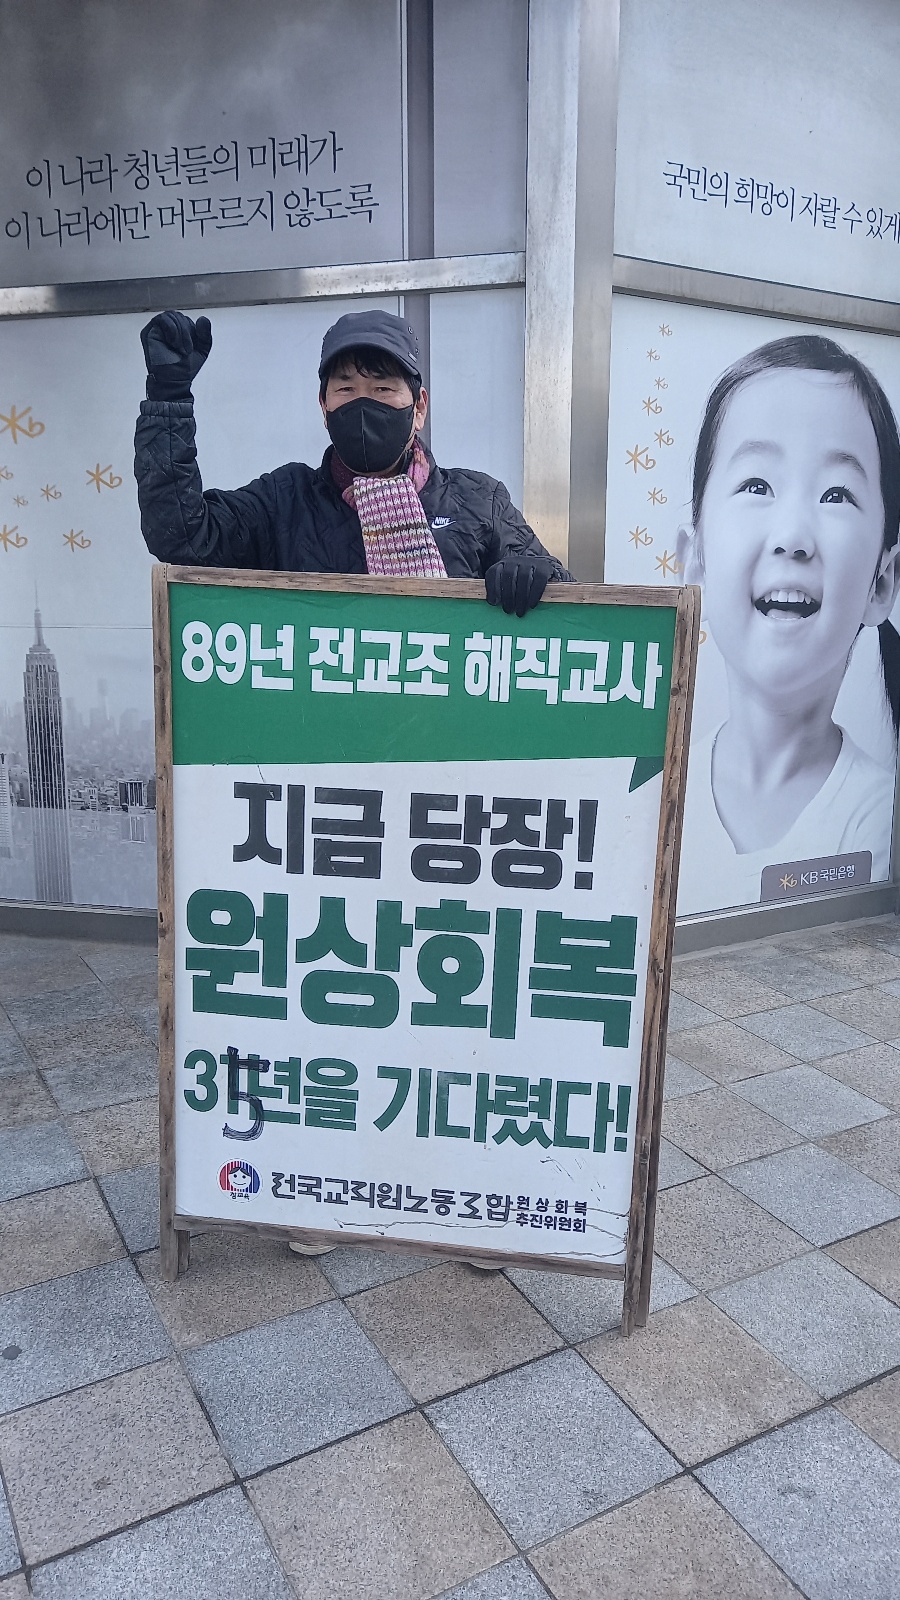 이 나라 청년들의 미래가
이 나라에만 머무르지 않도록
국민의 희망이 자랄 수 있게
NIKE
89년 전교조 해직교사
지금 당장!
원상회복
35년을 기다렸다!
참교육
전국교직원노동조합 원상회복
추진위원회
KB국민은행